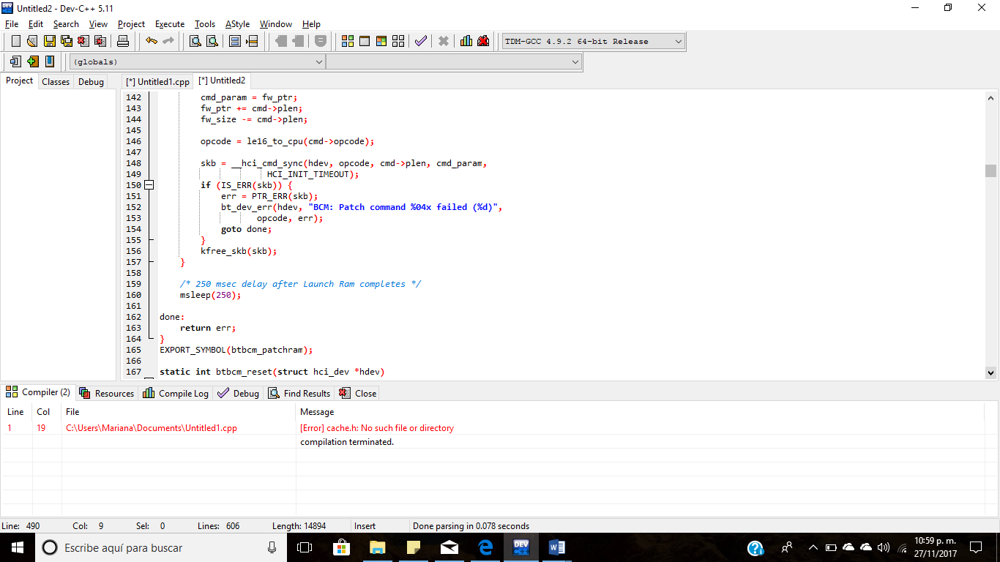 Untitled2 - Dev-C++ 5.11
File Edit Search View Project Execute Tools AStyle Window Help
TDM-GCC 4.9.2 64-bit Release
(globals)
Project Classes Debug [*] Untitled1.cpp [*] Untitled2
142 cmd_param = fw_ptr;
143 fw_ptr += cmd->plen;
144 fw_size -= cmd->plen;
145
146 opcode = le16_to_cpu(cmd->opcode);
147
148 skb = __hci_cmd_sync(hdev, opcode, cmd->plen, cmd_param,
149 HCI_INIT_TIMEOUT);
150 if (IS_ERR(skb)) {
151 err = PTR_ERR(skb);
152 bt_dev_err(hdev, "BCM: Patch command %04x failed (%d)",
153 opcode, err);
154 goto done;
155 }
156 kfree_skb(skb);
157 }
158
159 /* 250 msec delay after Launch Ram completes */
160 msleep(250);
161
162 done:
163 return err;
164 }
165 EXPORT_SYMBOL(btbcm_patchram);
166
167 static int btbcm_reset(struct hci_dev *hdev)
Compiler (2) Resources Compile Log Debug Find Results Close
Line Col File Message
1 19 C:\Users\Mariana\Documents\Untitled1.cpp [Error] cache.h: No such file or directory
compilation terminated.
Line: 490 Col: 9 Sel: 0 Lines: 606 Length: 14894 Insert Done parsing in 0.078 seconds
Escribe aquí para buscar
10:59 p. m.
27/11/2017